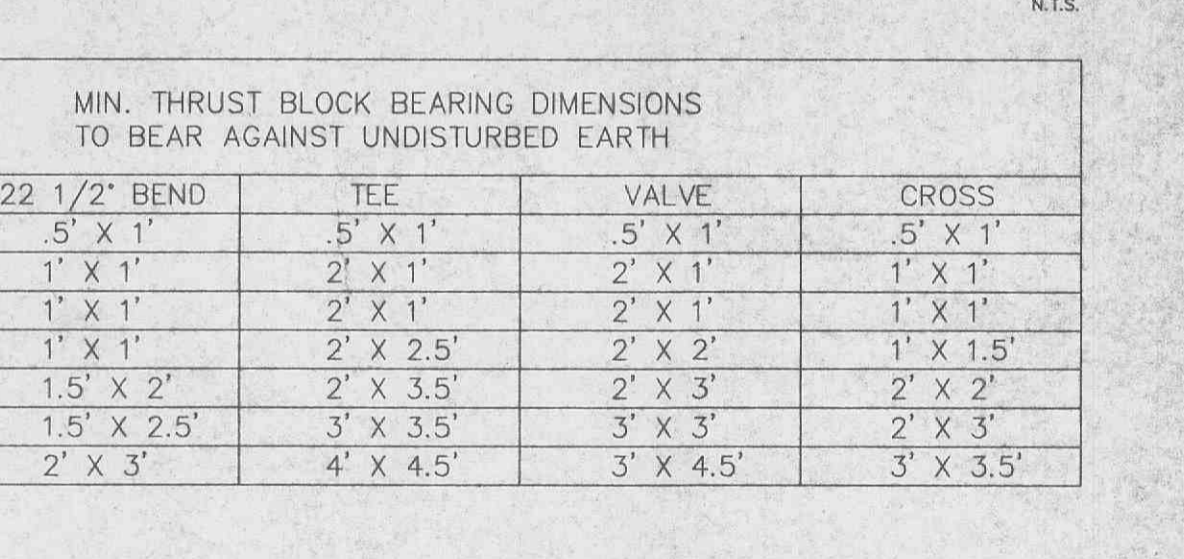 N.T.S.
MIN. THRUST BLOCK BEARING DIMENSIONS
TO BEAR AGAINST UNDISTURBED EARTH
22 1/2° BEND TEE VALVE CROSS
.5' X 1' .5' X 1' .5' X 1' .5' X 1'
1' X 1' 2' X 1' 2' X 1' 1' X 1'
1' X 1' 2' X 1' 2' X 1' 1' X 1'
1' X 1' 2' X 2.5' 2' X 2' 1' X 1.5'
1.5' X 2' 2' X 3.5' 2' X 3' 2' X 2'
1.5' X 2.5' 3' X 3.5' 3' X 3' 2' X 3'
2' X 3' 4' X 4.5' 3' X 4.5' 3' X 3.5'